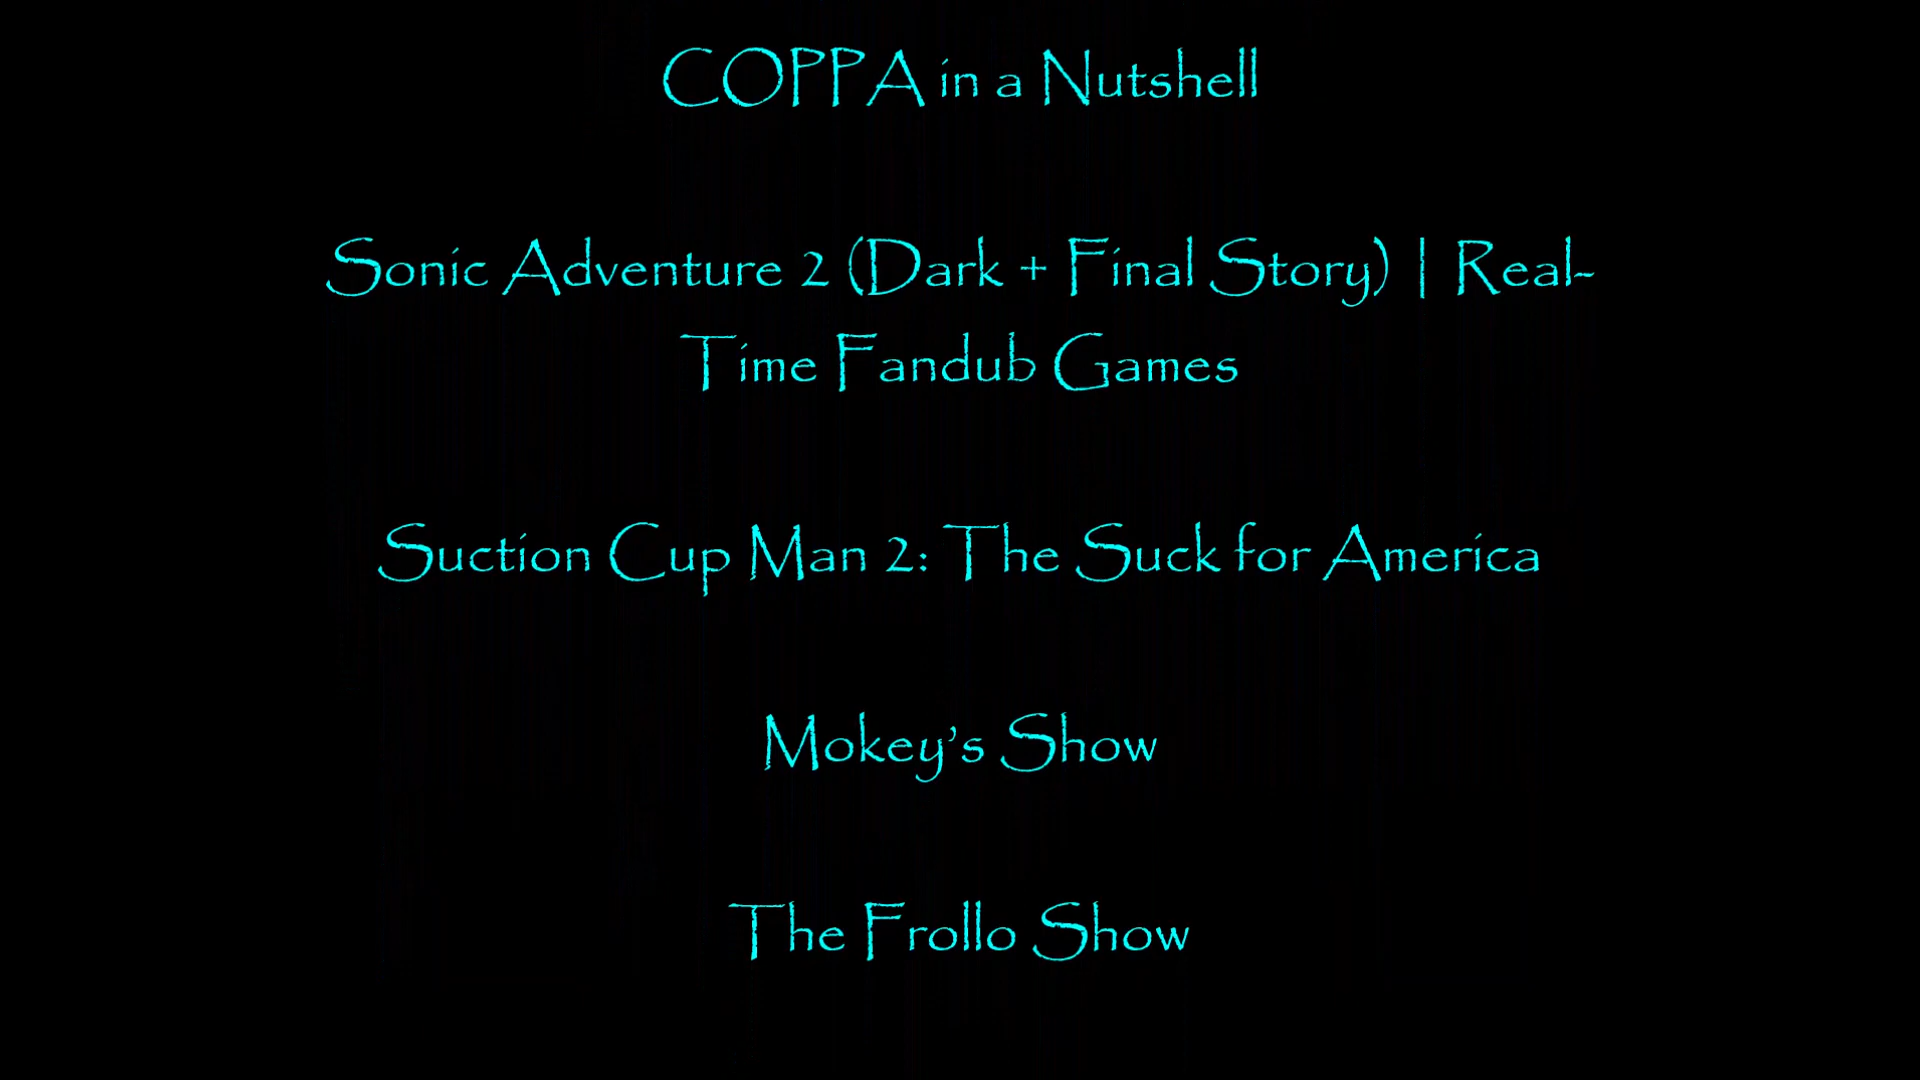 COPPA in a Nutshell
Sonic Adventure 2 (Dark + Final Story) | Real-
Time Fandub Games
Suction Cup Man 2: The Suck for America
Mokey’s Show
The Frollo Show